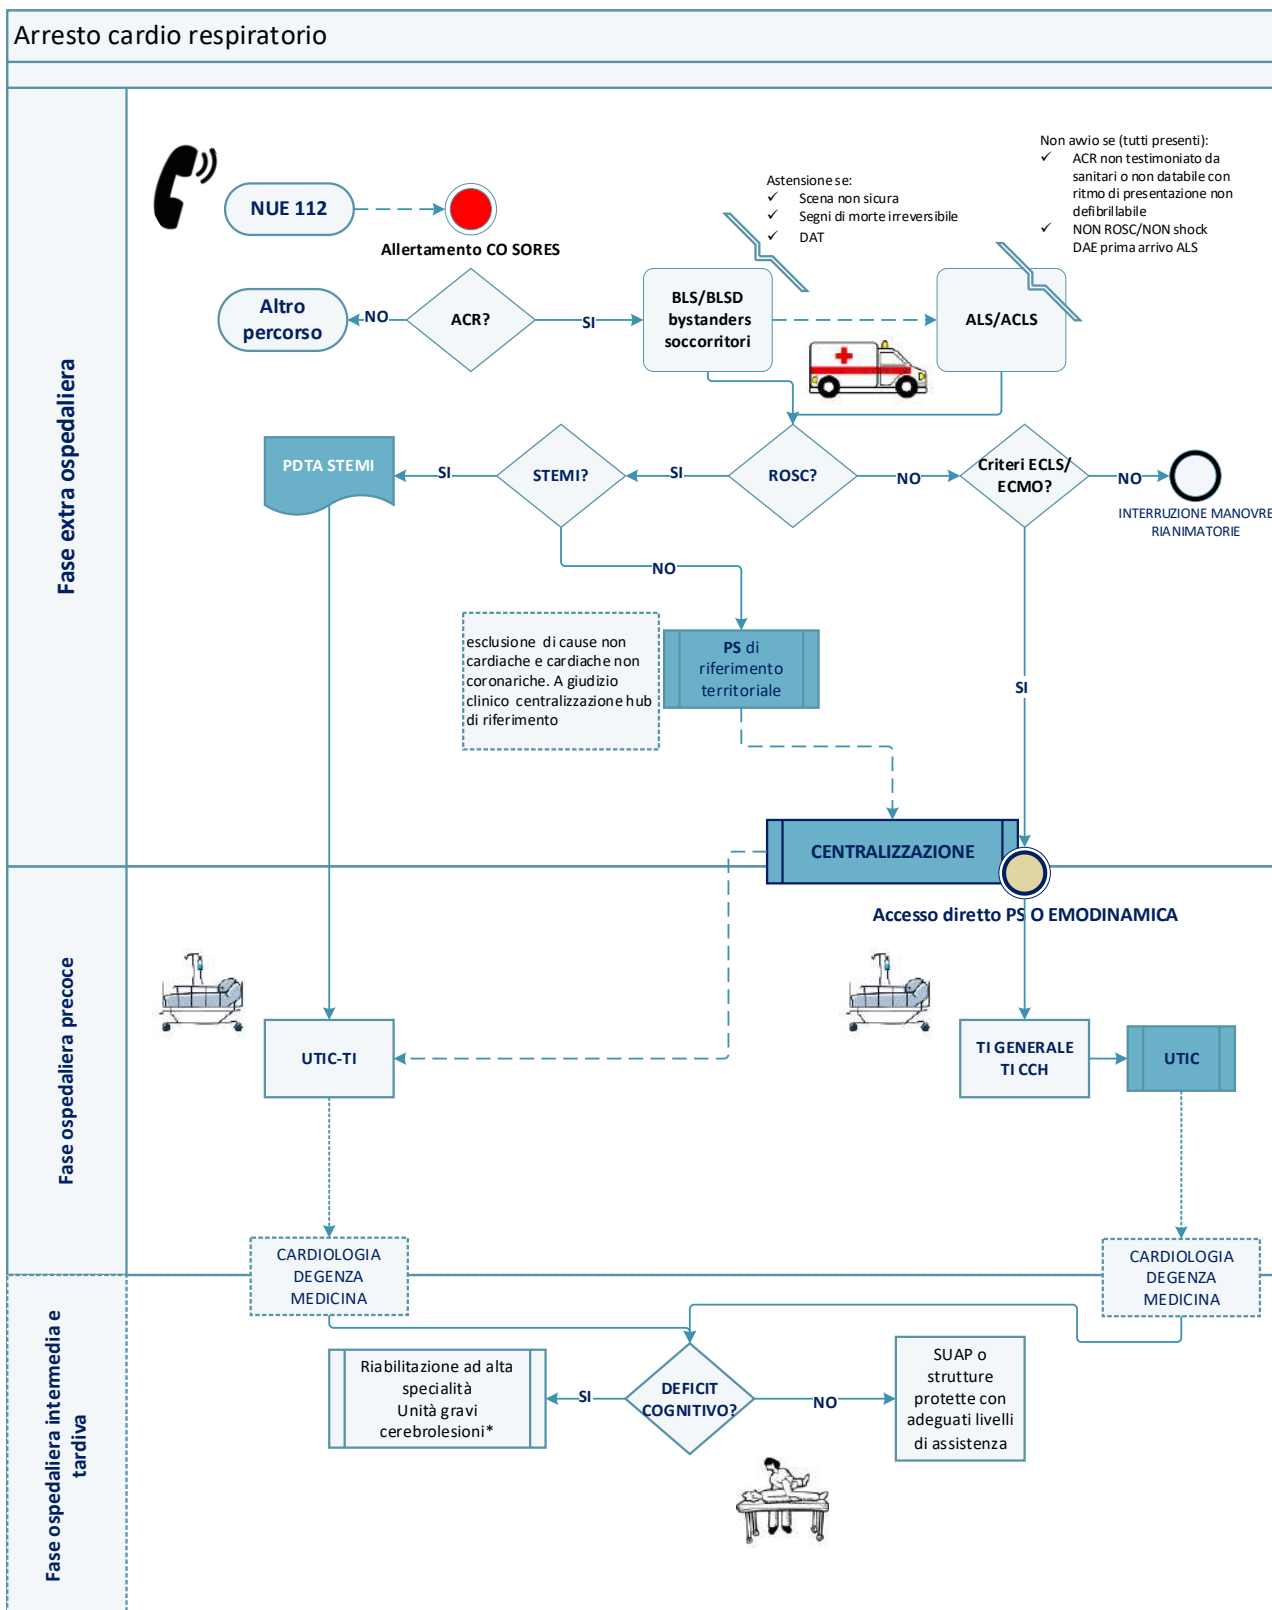 Arresto cardio respiratorio
Fase extra ospedaliera
Non avvio se (tutti presenti):
✓ ACR non testimoniato da
sanitari o non databile con
ritmo di presentazione non
defibrillabile
✓ NON ROSC/NON shock
DAE prima arrivo ALS
Astensione se:
✓ Scena non sicura
✓ Segni di morte irreversibile
✓ DAT
NUE 112
Allertamento CO SORES
Altro
percorso
NO
ACR?
SI
BLS/BLSD
bystanders
soccorritori
ALS/ACLS
PDTA STEMI
SI
STEMI?
SI
ROSC?
NO
Criteri ECLS/
ECMO?
NO
INTERRUZIONE MANOVRE
RIANIMATORIE
NO
esclusione di cause non
cardiache e cardiache non
coronariche. A giudizio
clinico centralizzazione hub
di riferimento
PS di
riferimento
territoriale
SI
CENTRALIZZAZIONE
Accesso diretto PS O EMODINAMICA
Fase ospedaliera precoce
UTIC-TI
TI GENERALE
TI CCH
UTIC
CARDIOLOGIA
DEGENZA
MEDICINA
CARDIOLOGIA
DEGENZA
MEDICINA
Fase ospedaliera intermedia e
tardiva
Riabilitazione ad alta
specialità
Unità gravi
cerebrolesioni*
SI
DEFICIT
COGNITIVO?
NO
SUAP o
strutture
protette con
adeguati livelli
di assistenza